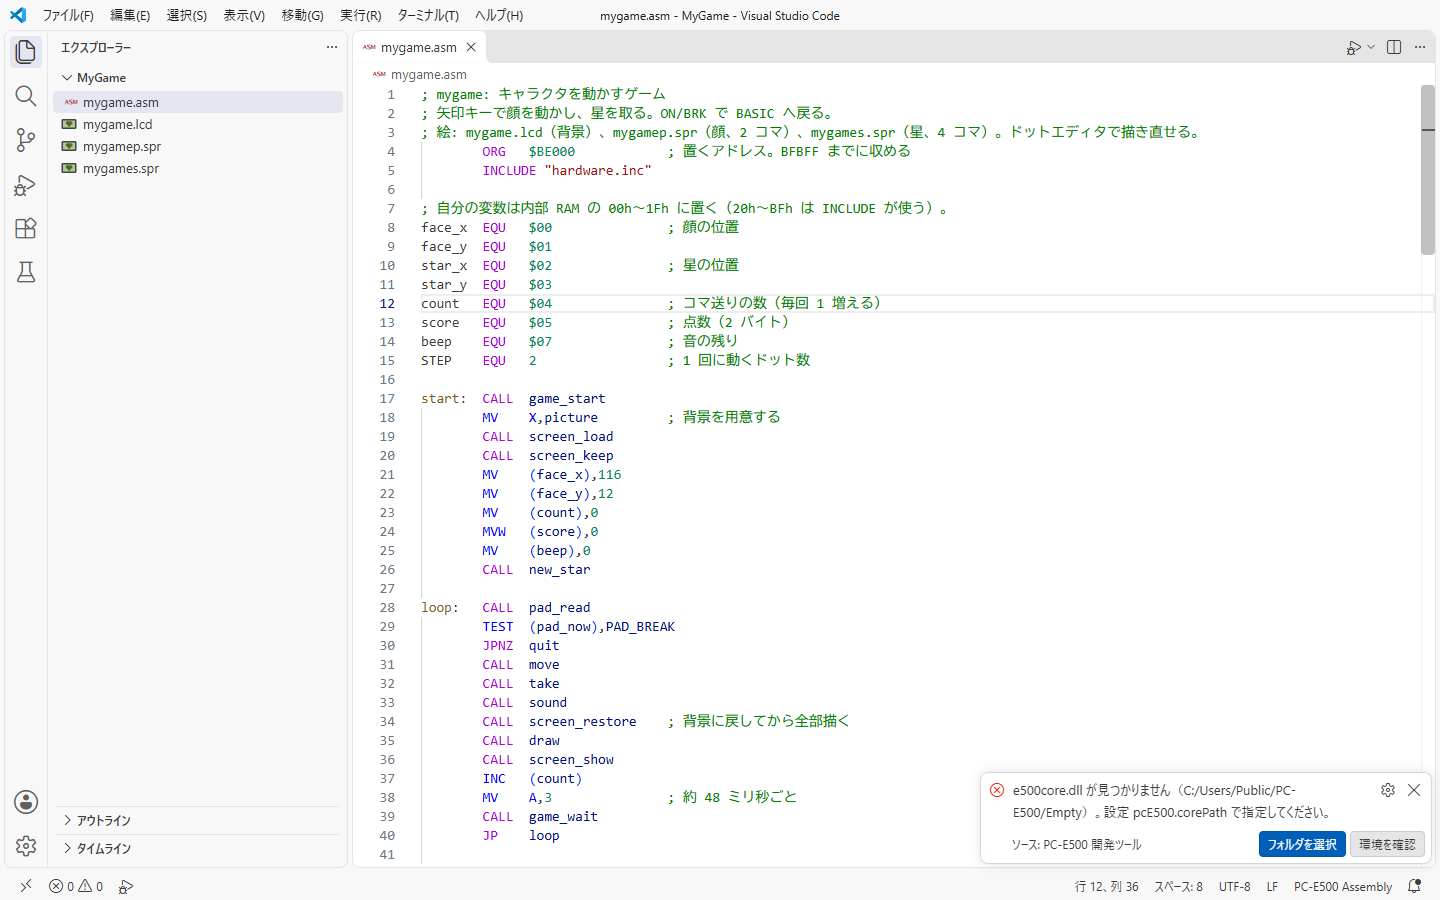 ファイル(F) 編集(E) 選択(S) 表示(V) 移動(G) 実行(R) ターミナル(T) ヘルプ(H) mygame.asm - MyGame - Visual Studio Code
エクスプローラー
MyGame
ASM mygame.asm
mygame.lcd
mygamep.spr
mygames.spr
アウトライン
タイムライン
ASM mygame.asm
ASM mygame.asm
1 ; mygame: キャラクタを動かすゲーム
2 ; 矢印キーで顔を動かし、星を取る。ON/BRK で BASIC へ戻る。
3 ; 絵: mygame.lcd（背景）、mygamep.spr（顔、2 コマ）、mygames.spr（星、4 コマ）。ドットエディタで描き直せる。
4 ORG $BE000 ; 置くアドレス。BFBFF までに収める
5 INCLUDE "hardware.inc"
6
7 ; 自分の変数は内部 RAM の 00h～1Fh に置く（20h～BFh は INCLUDE が使う）。
8 face_x EQU $00 ; 顔の位置
9 face_y EQU $01
10 star_x EQU $02 ; 星の位置
11 star_y EQU $03
12 count EQU $04 ; コマ送りの数（毎回 1 増える）
13 score EQU $05 ; 点数（2 バイト）
14 beep EQU $07 ; 音の残り
15 STEP EQU 2 ; 1 回に動くドット数
16
17 start: CALL game_start
18 MV X,picture ; 背景を用意する
19 CALL screen_load
20 CALL screen_keep
21 MV (face_x),116
22 MV (face_y),12
23 MV (count),0
24 MVW (score),0
25 MV (beep),0
26 CALL new_star
27
28 loop: CALL pad_read
29 TEST (pad_now),PAD_BREAK
30 JPNZ quit
31 CALL move
32 CALL take
33 CALL sound
34 CALL screen_restore ; 背景に戻してから全部描く
35 CALL draw
36 CALL screen_show
37 INC (count)
38 MV A,3 ; 約 48 ミリ秒ごと
39 CALL game_wait
40 JP loop
41
e500core.dll が見つかりません（C:/Users/Public/PC-
E500/Empty）。設定 pcE500.corePath で指定してください。
ソース: PC-E500 開発ツール
フォルダを選択
環境を確認
0 0
行 12、列 36 スペース: 8 UTF-8 LF PC-E500 Assembly